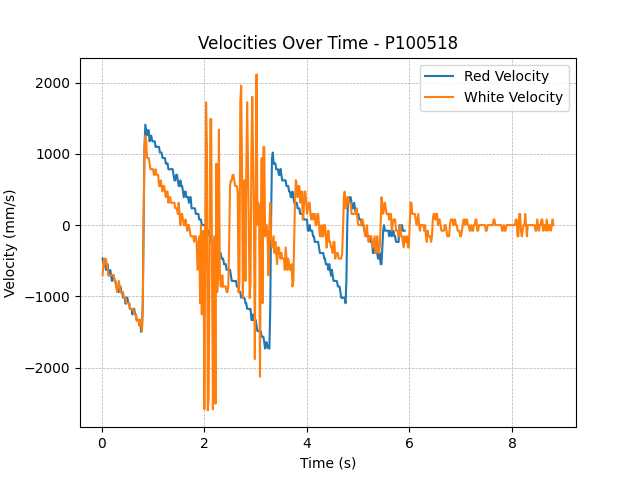 Velocities Over Time - P100518
Red Velocity
White Velocity
2000
1000
0
−1000
−2000
Velocity (mm/s)
0 2 4 6 8
Time (s)